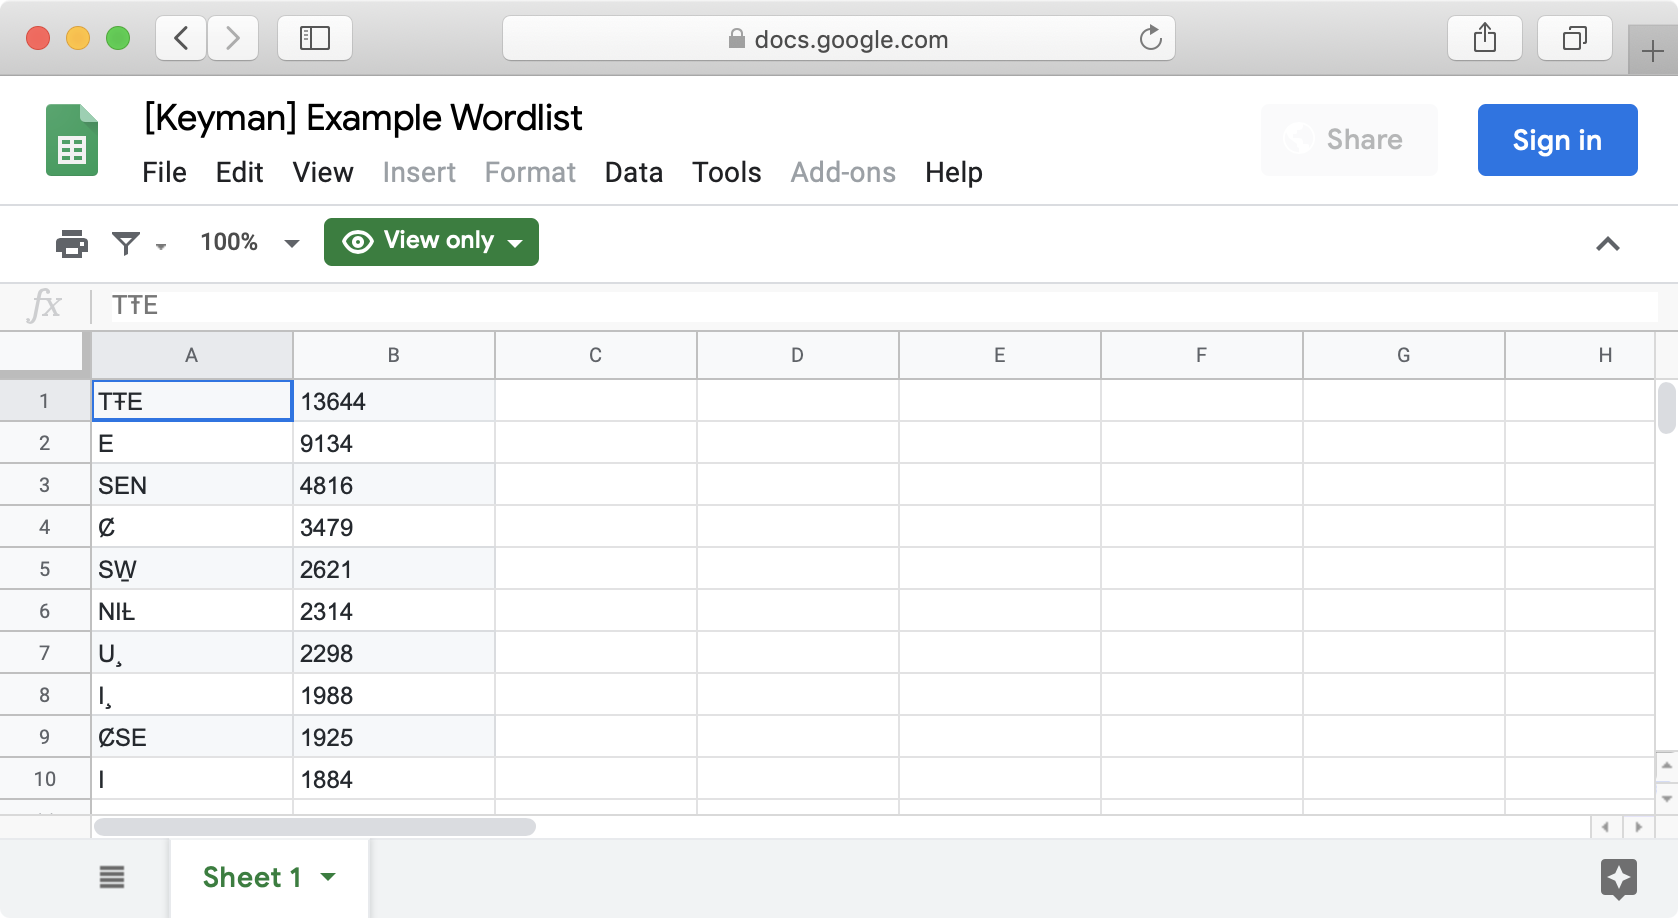 docs.google.com
[Keyman] Example Wordlist
File Edit View Insert Format Data Tools Add-ons Help
Share
Sign in
100%
View only
fx TŦE
A B C D E F G H
1 TŦE 13644
2 E 9134
3 SEN 4816
4 Ȼ 3479
5 SW̱ 2621
6 NIȽ 2314
7 U¸ 2298
8 I¸ 1988
9 ȻSE 1925
10 I 1884
Sheet 1